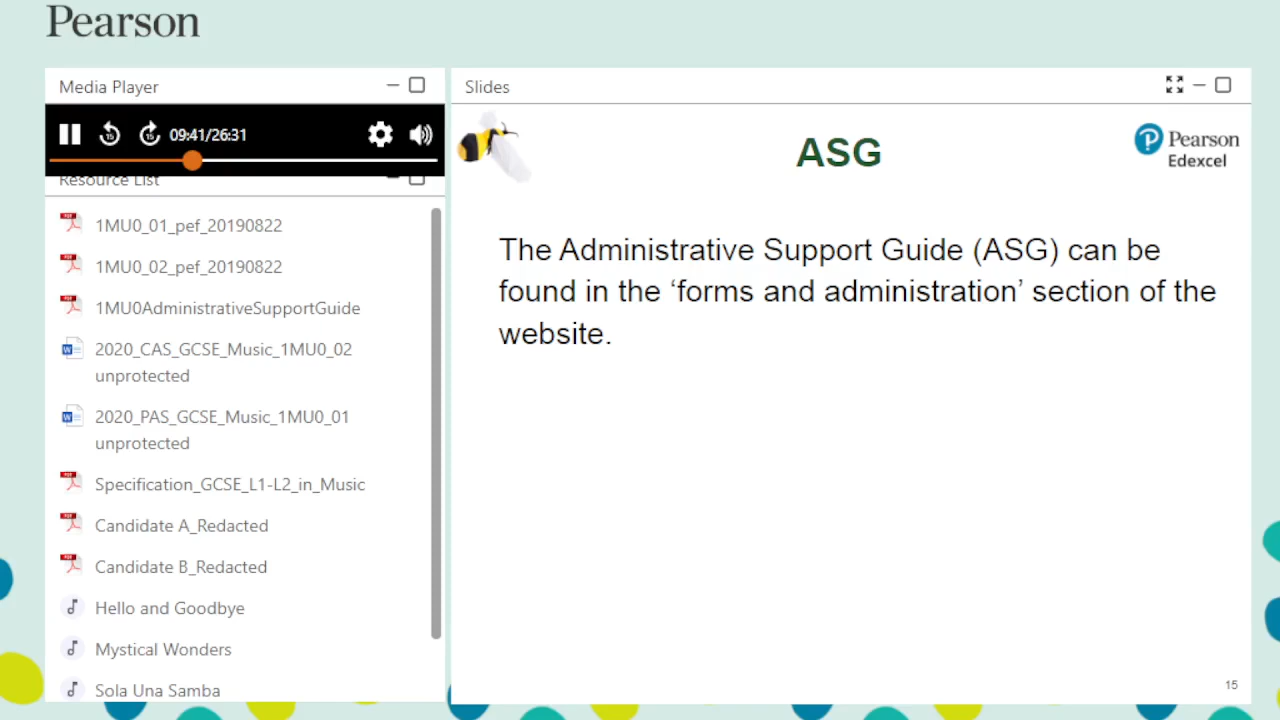 Pearson
Media Player
15
15
09:41/26:31
Resource List
1MU0_01_pef_20190822
1MU0_02_pef_20190822
1MU0AdministrativeSupportGuide
2020_CAS_GCSE_Music_1MU0_02
unprotected
2020_PAS_GCSE_Music_1MU0_01
unprotected
Specification_GCSE_L1-L2_in_Music
Candidate A_Redacted
Candidate B_Redacted
Hello and Goodbye
Mystical Wonders
Sola Una Samba
Slides
ASG
Pearson
Edexcel
The Administrative Support Guide (ASG) can be
found in the ‘forms and administration’ section of the
website.
15